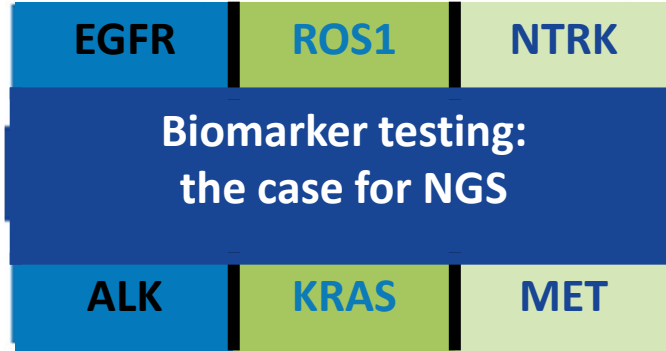 EGFR ROS1 NTRK
Biomarker testing:
the case for NGS
ALK KRAS MET